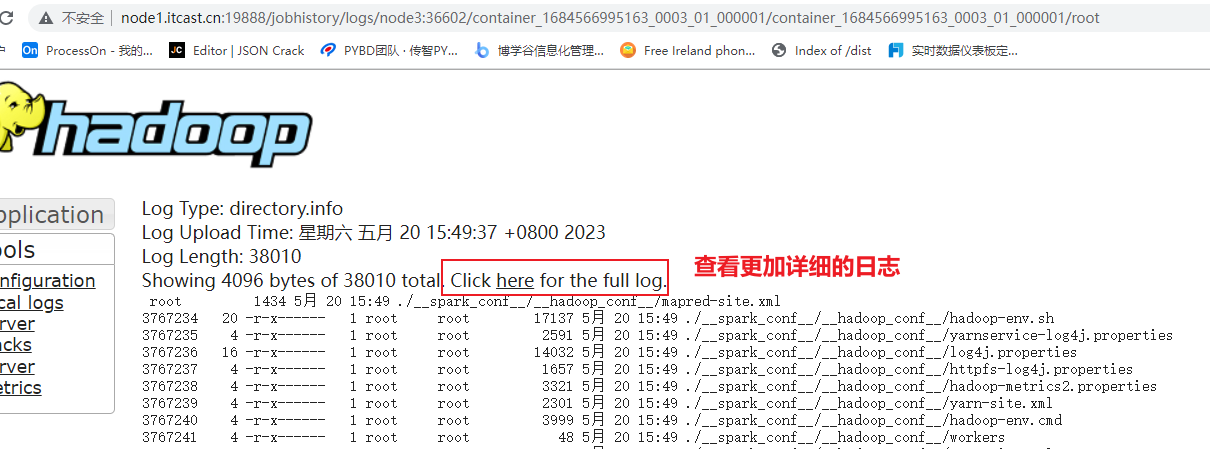 不安全 node1.itcast.cn:19888/jobhistory/logs/node3:36602/container_1684566995163_0003_01_000001/container_1684566995163_0003_01_000001/root
ProcessOn - 我的... Editor | JSON Crack PYBD团队 · 传智PY... 博学谷信息化管理... Free Ireland phon... Index of /dist 实时数据仪表板定...
hadoop
pplication
ools
nfiguration
cal logs
rver
acks
rver
etrics
Log Type: directory.info
Log Upload Time: 星期六 五月 20 15:49:37 +0800 2023
Log Length: 38010
Showing 4096 bytes of 38010 total. Click here for the full log.
查看更加详细的日志
root 1434 5月 20 15:49 ./__spark_conf__/__hadoop_conf__/mapred-site.xml
3767234 20 -r-x------ 1 root root 17137 5月 20 15:49 ./__spark_conf__/__hadoop_conf__/hadoop-env.sh
3767235 4 -r-x------ 1 root root 2591 5月 20 15:49 ./__spark_conf__/__hadoop_conf__/yarnservice-log4j.properties
3767236 16 -r-x------ 1 root root 14032 5月 20 15:49 ./__spark_conf__/__hadoop_conf__/log4j.properties
3767237 4 -r-x------ 1 root root 1657 5月 20 15:49 ./__spark_conf__/__hadoop_conf__/httpfs-log4j.properties
3767238 4 -r-x------ 1 root root 3321 5月 20 15:49 ./__spark_conf__/__hadoop_conf__/hadoop-metrics2.properties
3767239 4 -r-x------ 1 root root 2301 5月 20 15:49 ./__spark_conf__/__hadoop_conf__/yarn-site.xml
3767240 4 -r-x------ 1 root root 3999 5月 20 15:49 ./__spark_conf__/__hadoop_conf__/hadoop-env.cmd
3767241 4 -r-x------ 1 root root 48 5月 20 15:49 ./__spark_conf__/__hadoop_conf__/workers